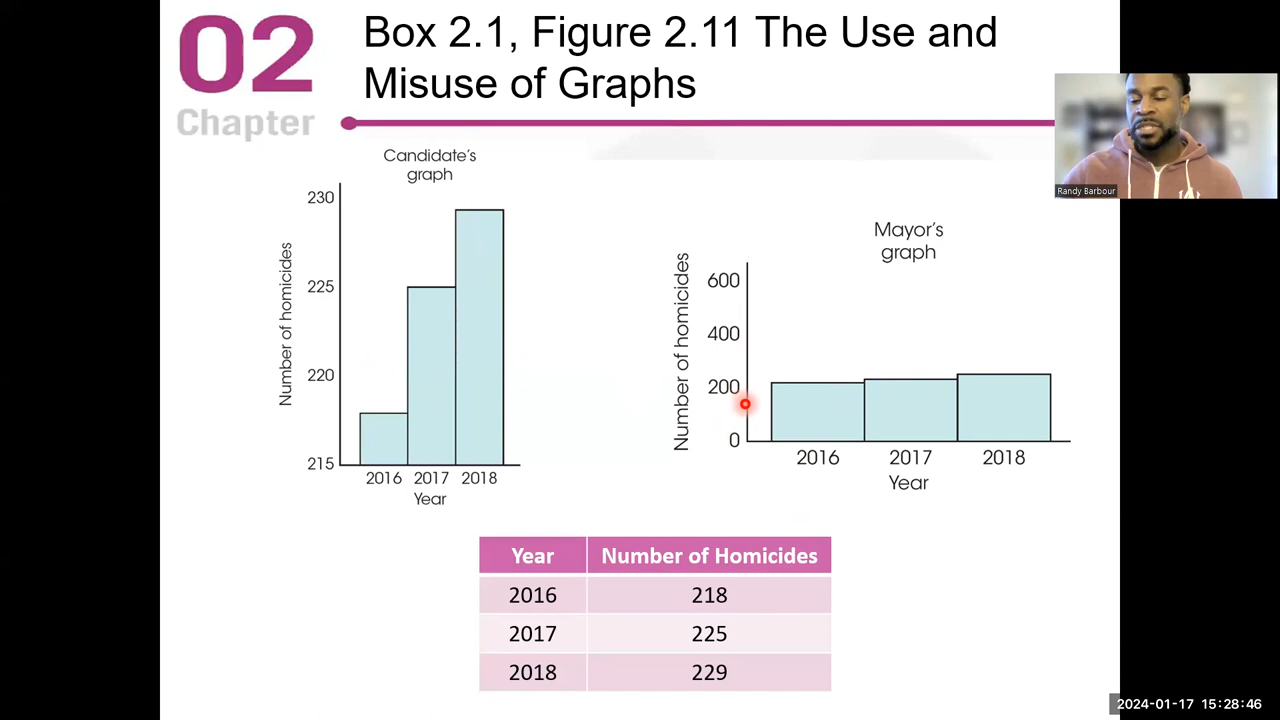 02
Chapter
Box 2.1, Figure 2.11 The Use and
Misuse of Graphs
Randy Barbour
Candidate's
graph
Number of homicides
230
225
220
215
2016 2017 2018
Year
Mayor's
graph
Number of homicides
600
400
200
0
2016 2017 2018
Year
Year Number of Homicides
2016 218
2017 225
2018 229
2024-01-17 15:28:46